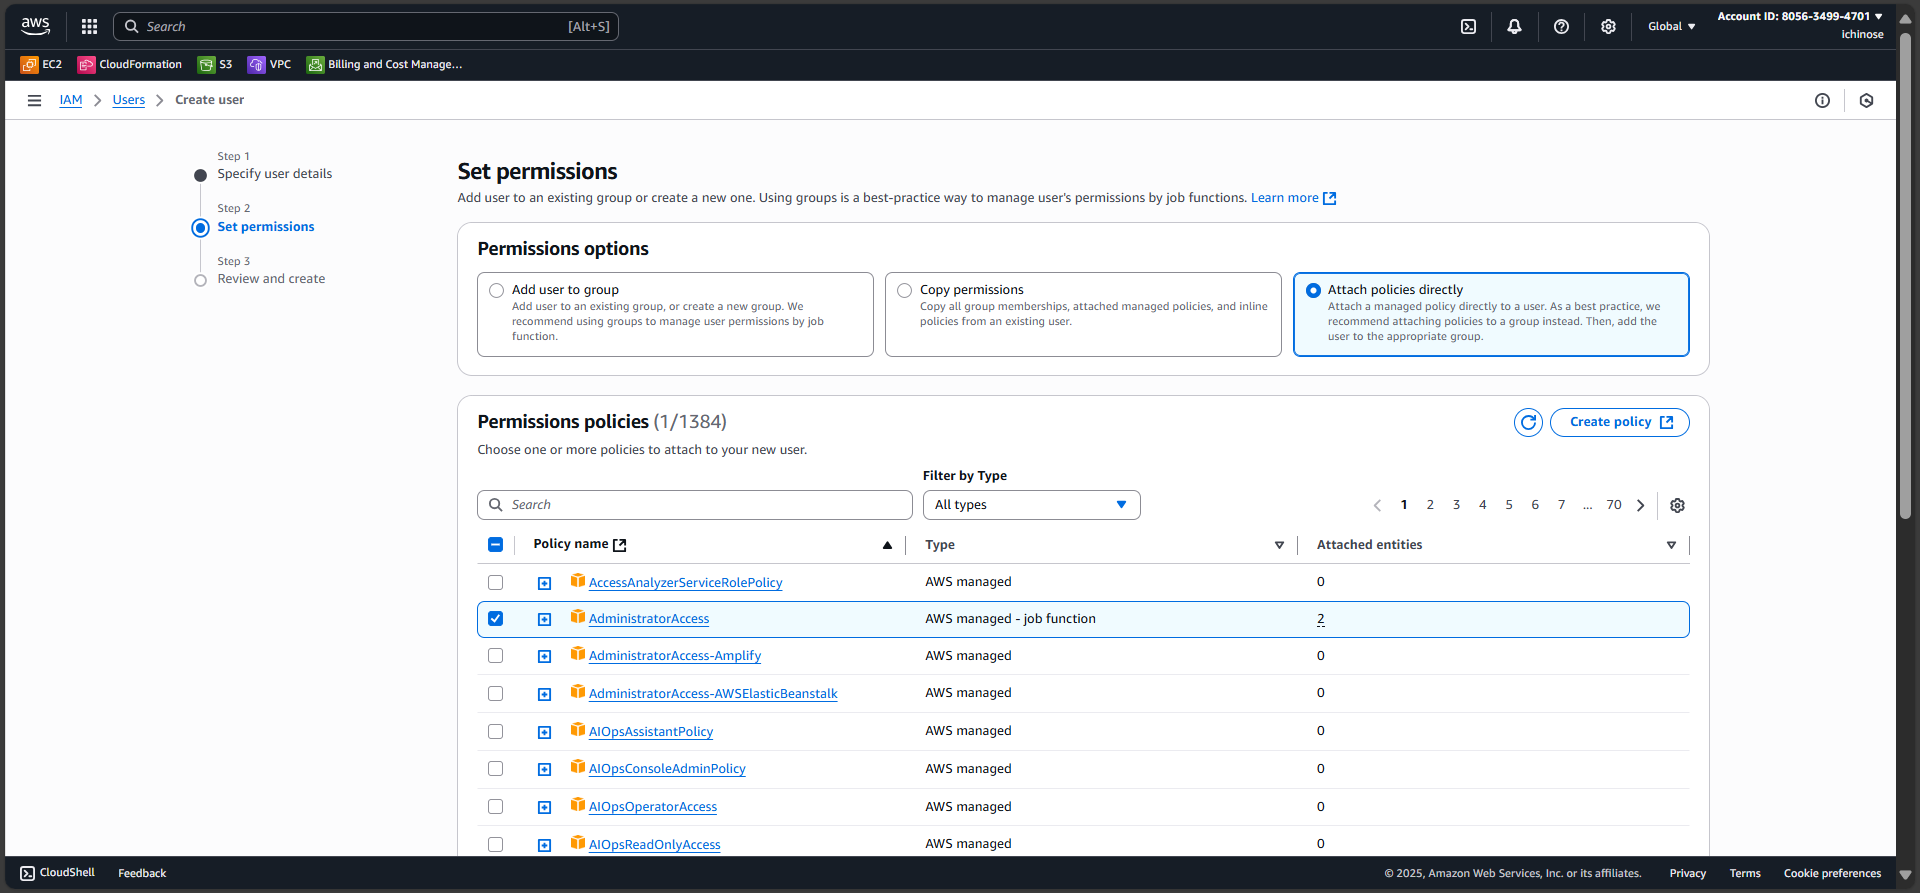 aws
Search [Alt+S]
Global
Account ID: 8056-3499-4701
ichinose
EC2 CloudFormation S3 VPC Billing and Cost Manage...
IAM Users Create user
Step 1
Specify user details
Step 2
Set permissions
Step 3
Review and create
Set permissions
Add user to an existing group or create a new one. Using groups is a best-practice way to manage user's permissions by job functions. Learn more
Permissions options
Add user to group
Add user to an existing group, or create a new group. We
recommend using groups to manage user permissions by job
function.
Copy permissions
Copy all group memberships, attached managed policies, and inline
policies from an existing user.
Attach policies directly
Attach a managed policy directly to a user. As a best practice, we
recommend attaching policies to a group instead. Then, add the
user to the appropriate group.
Permissions policies (1/1384)
Create policy
Choose one or more policies to attach to your new user.
Filter by Type
Search
All types
1 2 3 4 5 6 7 ... 70
Policy name Type Attached entities
AccessAnalyzerServiceRolePolicy AWS managed 0
AdministratorAccess AWS managed - job function 2
AdministratorAccess-Amplify AWS managed 0
AdministratorAccess-AWSElasticBeanstalk AWS managed 0
AIOpsAssistantPolicy AWS managed 0
AIOpsConsoleAdminPolicy AWS managed 0
AIOpsOperatorAccess AWS managed 0
AIOpsReadOnlyAccess AWS managed 0
CloudShell Feedback © 2025, Amazon Web Services, Inc. or its affiliates. Privacy Terms Cookie preferences